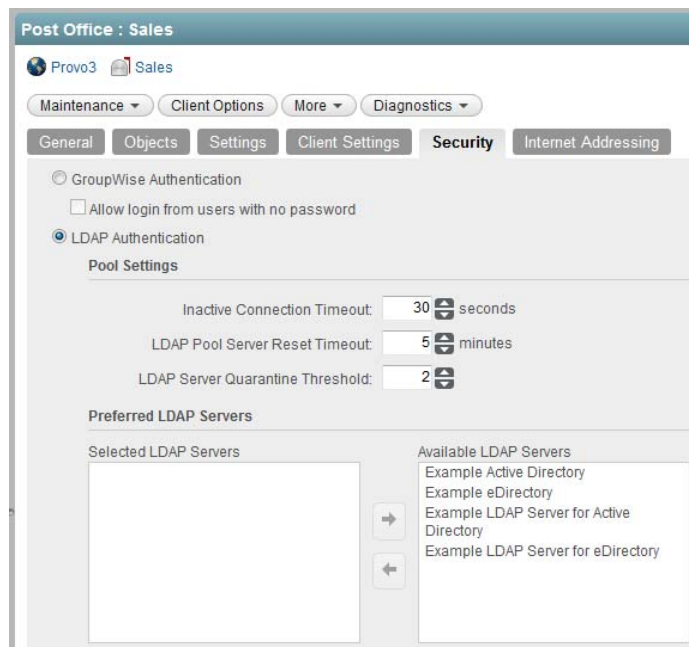 Post Office : Sales
Provo3 Sales
Maintenance Client Options More Diagnostics
General Objects Settings Client Settings Security Internet Addressing
GroupWise Authentication
Allow login from users with no password
LDAP Authentication
Pool Settings
Inactive Connection Timeout: 30 seconds
LDAP Pool Server Reset Timeout: 5 minutes
LDAP Server Quarantine Threshold: 2
Preferred LDAP Servers
Selected LDAP Servers
Available LDAP Servers
Example Active Directory
Example eDirectory
Example LDAP Server for Active
Directory
Example LDAP Server for eDirectory